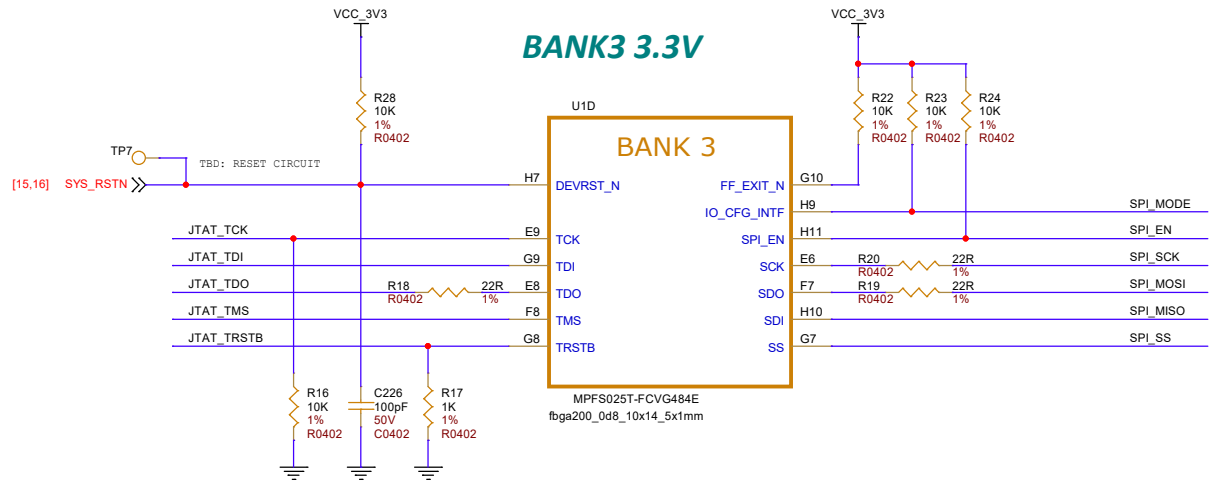 BANK3 3.3V
VCC_3V3
VCC_3V3
R28
10K
1%
R0402
R22
10K
1%
R0402
R23
10K
1%
R0402
R24
10K
1%
R0402
U1D
BANK 3
TP7
TBD: RESET CIRCUIT
[15,16] SYS_RSTN
H7 DEVRST_N
FF_EXIT_N G10
IO_CFG_INTF H9 SPI_MODE
JTAT_TCK E9 TCK
SPI_EN H11 SPI_EN
JTAT_TDI G9 TDI
SCK E6 R20 22R SPI_SCK
R0402 1%
JTAT_TDO R18 22R E8 TDO
R0402 1%
SDO F7 R19 22R SPI_MOSI
R0402 1%
JTAT_TMS F8 TMS
SDI H10 SPI_MISO
JTAT_TRSTB G8 TRSTB
SS G7 SPI_SS
R16
10K
1%
R0402
C226
100pF
50V
C0402
R17
1K
1%
R0402
MPFS025T-FCVG484E
fbga200_0d8_10x14_5x1mm